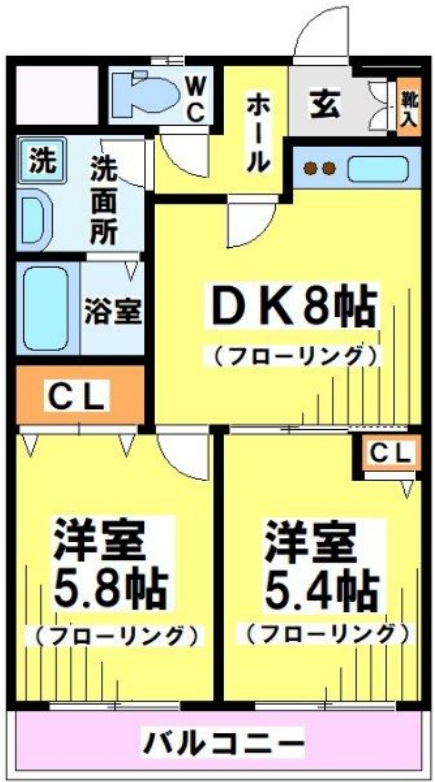 WC
ホール
玄
靴入
洗
洗面所
浴室
DK8帖
(フローリング)
CL
CL
洋室
5.8帖
(フローリング)
洋室
5.4帖
(フローリング)
バルコニー